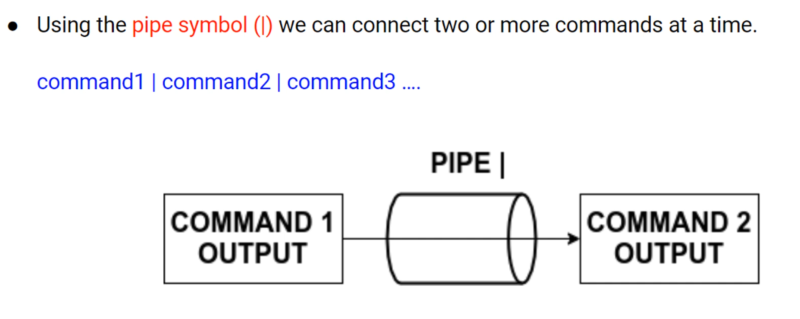 ● Using the pipe symbol (|) we can connect two or more commands at a time.
command1 | command2 | command3 ....
PIPE |
COMMAND 1
OUTPUT
COMMAND 2
OUTPUT